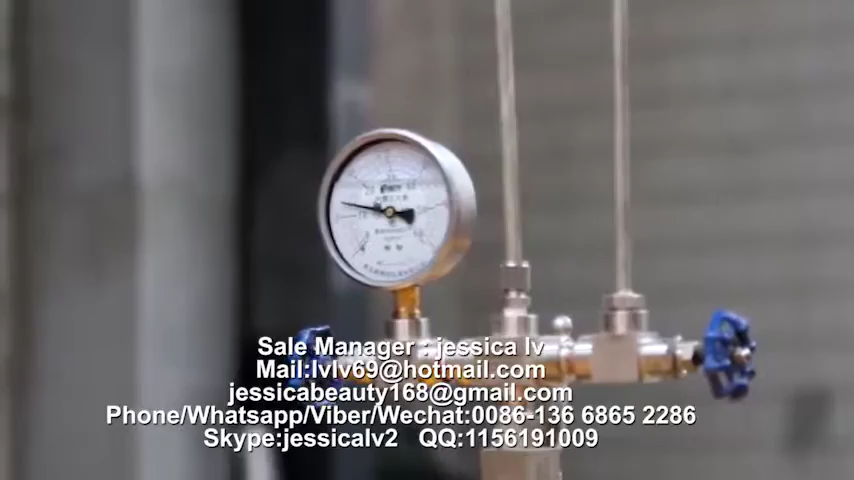 Sale Manager : jessica lv
Mail:lvlv69@hotmail.com
jessicabeauty168@gmail.com
Phone/Whatsapp/Viber/Wechat:0086-136 6865 2286
Skype:jessicalv2 QQ:1156191009